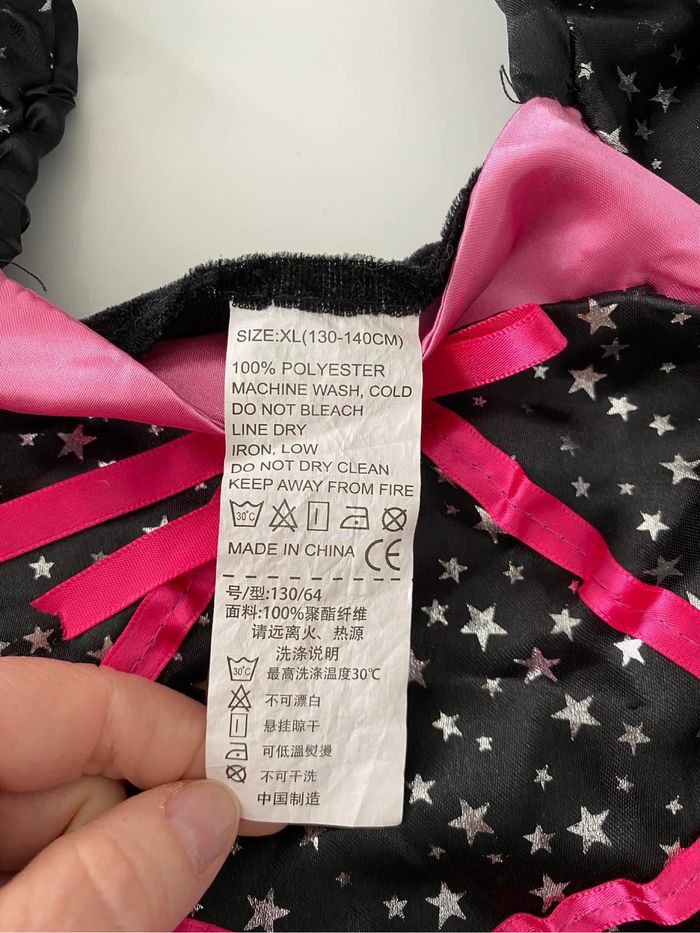 SIZE:XL(130-140CM)
100% POLYESTER
MACHINE WASH, COLD
DO NOT BLEACH
LINE DRY
IRON, LOW
DO NOT DRY CLEAN
KEEP AWAY FROM FIRE
30℃
MADE IN CHINA CE
号/型:130/64
面料:100%聚酯纤维
请远离火、热源
洗涤说明
30℃ 最高洗涤温度30℃
不可漂白
悬挂晾干
可低溫熨燙
不可干洗
中国制造